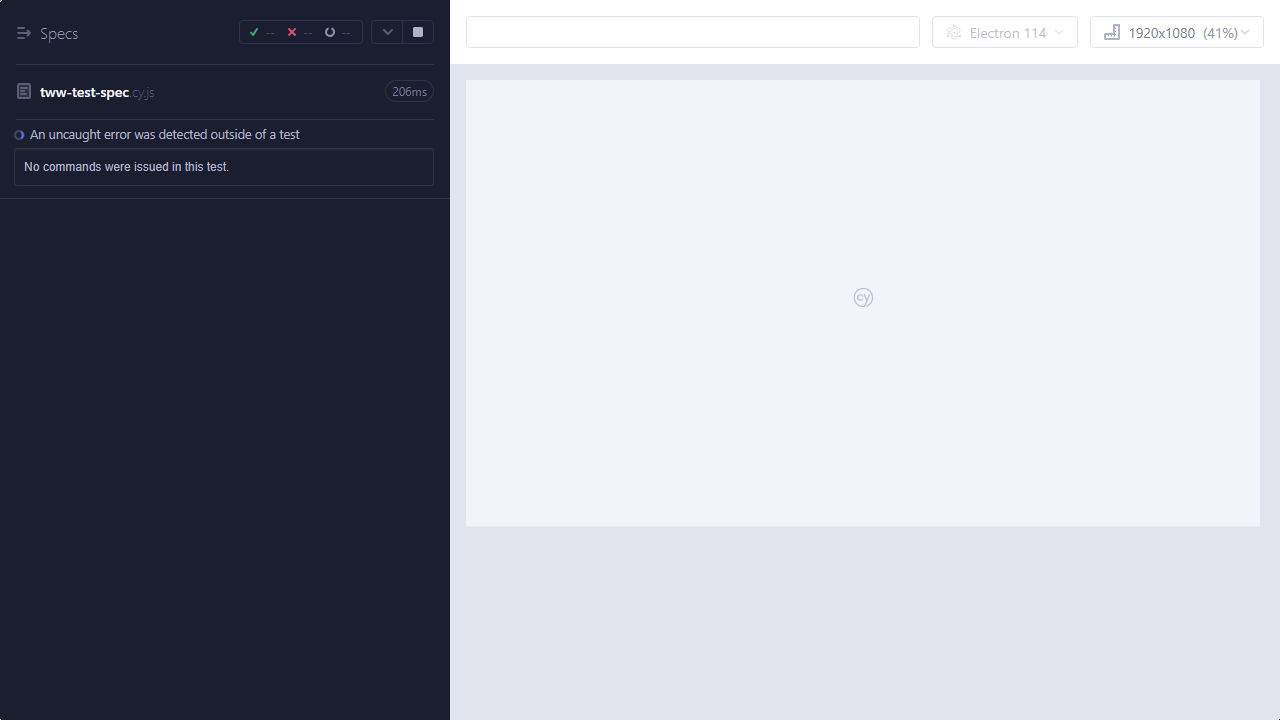 Specs
--
--
--
tww-test-spec.cy.js
206ms
An uncaught error was detected outside of a test
No commands were issued in this test.
Electron 114
1920x1080 (41%)
cy